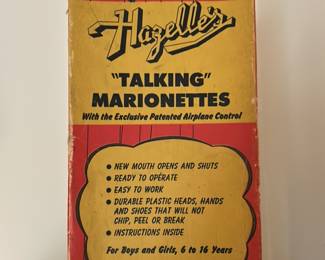 Hazelle's
"TALKING"
MARIONETTES
With the Exclusive Patented Airplane Control
• NEW MOUTH OPENS AND SHUTS
• READY TO OPERATE
• EASY TO WORK
• DURABLE PLASTIC HEADS, HANDS
AND SHOES THAT WILL NOT
CHIP, PEEL OR BREAK
• INSTRUCTIONS INSIDE
For Boys and Girls, 6 to 16 Years